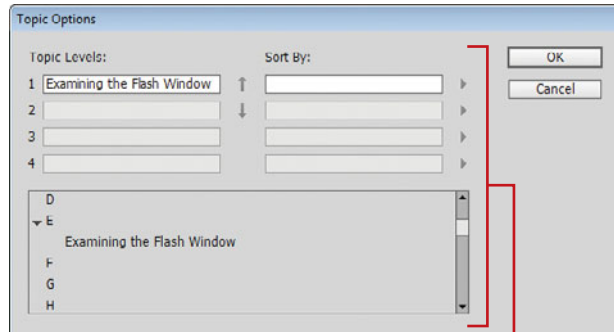 Topic Options
Topic Levels: Sort By: OK
1 Examining the Flash Window Cancel
2
3
4
D
E
Examining the Flash Window
F
G
H